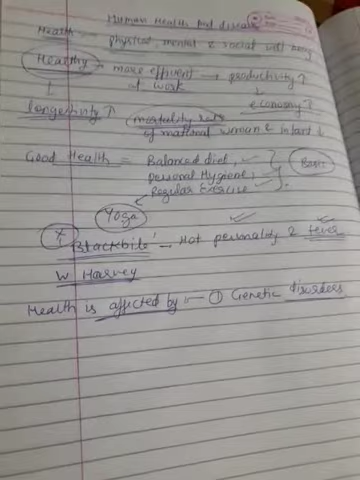 Human Health And disease
Health - physical, mental & social well being
Healthy → more efficient → productivity ↑
at work
↓
↑
economy ↑
longetivity ↑ (mortality rate
of maternal woman & infant ↓
Good Health = Balanced diet, ✓
Personal Hygiene, ✓ Basic
Regular Exercise ✓
Yoga
Blackbile' → Hot personality & fever
W Harvey
Health is affected by :- ① Genetic disorders